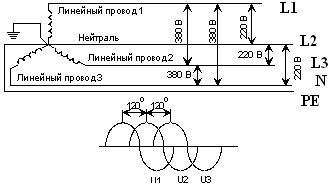 Линейный провод 1
L1
Нейтраль
380 В
380 В
220 В
L2
Линейный провод 2
220 В
L3
Линейный провод 3
380 В
220 В
N
PE
120°
120°
U1
U2
U3